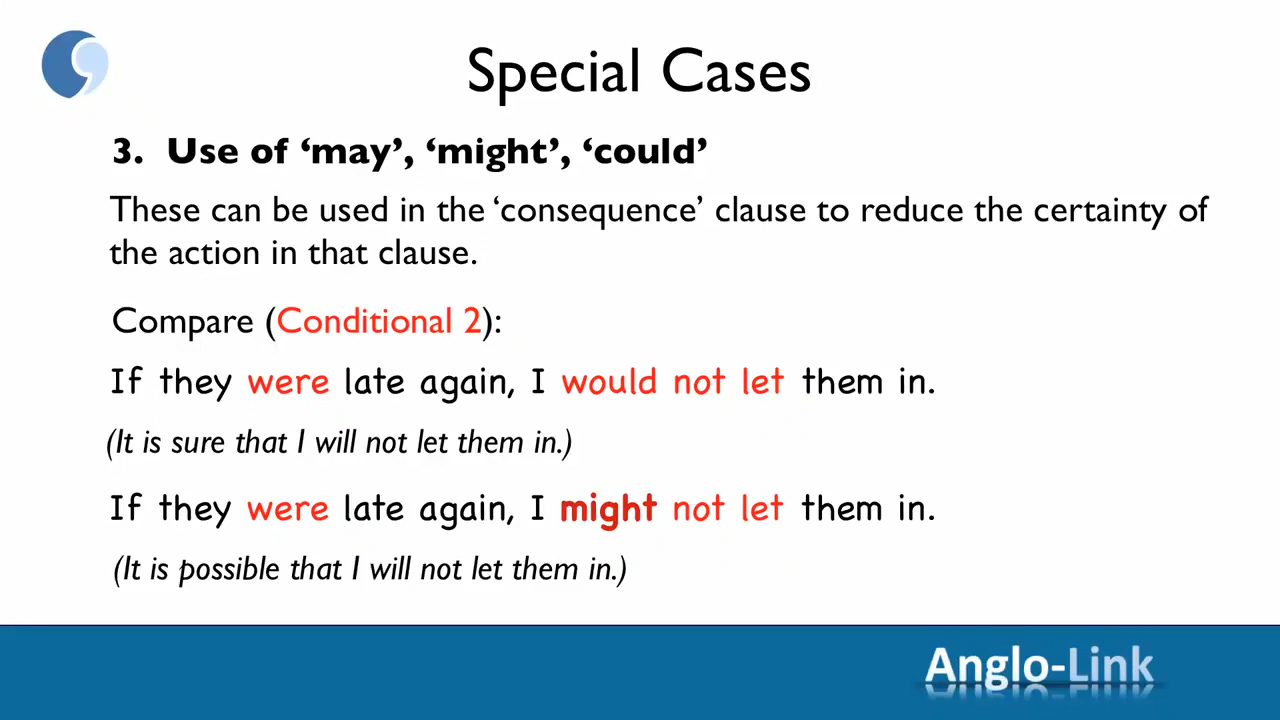 Special Cases
3. Use of ‘may’, ‘might’, ‘could’
These can be used in the ‘consequence’ clause to reduce the certainty of
the action in that clause.
Compare (Conditional 2):
If they were late again, I would not let them in.
(It is sure that I will not let them in.)
If they were late again, I might not let them in.
(It is possible that I will not let them in.)
Anglo-Link